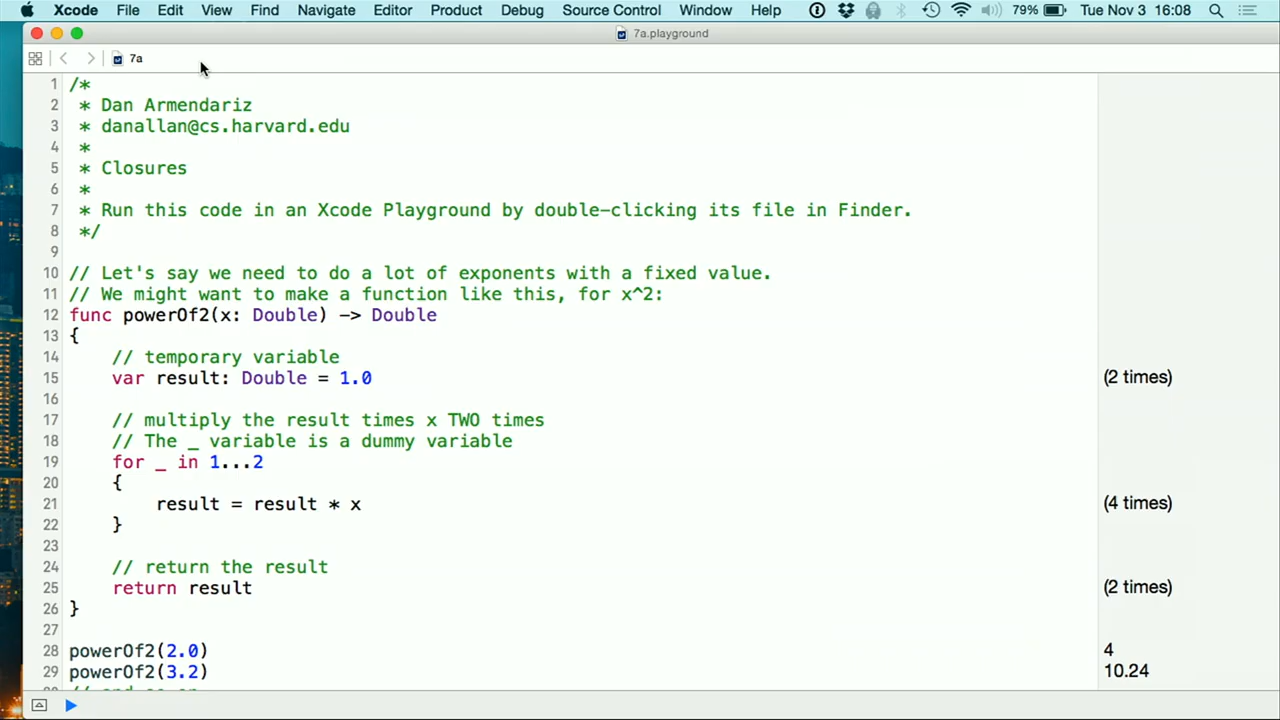 Xcode File Edit View Find Navigate Editor Product Debug Source Control Window Help 79% Tue Nov 3 16:08
7a.playground
7a
1 /*
2 * Dan Armendariz
3 * danallan@cs.harvard.edu
4 *
5 * Closures
6 *
7 * Run this code in an Xcode Playground by double-clicking its file in Finder.
8 */
9
10 // Let's say we need to do a lot of exponents with a fixed value.
11 // We might want to make a function like this, for x^2:
12 func powerOf2(x: Double) -> Double
13 {
14 // temporary variable
15 var result: Double = 1.0 (2 times)
16
17 // multiply the result times x TWO times
18 // The _ variable is a dummy variable
19 for _ in 1...2
20 {
21 result = result * x (4 times)
22 }
23
24 // return the result
25 return result (2 times)
26 }
27
28 powerOf2(2.0) 4
29 powerOf2(3.2) 10.24